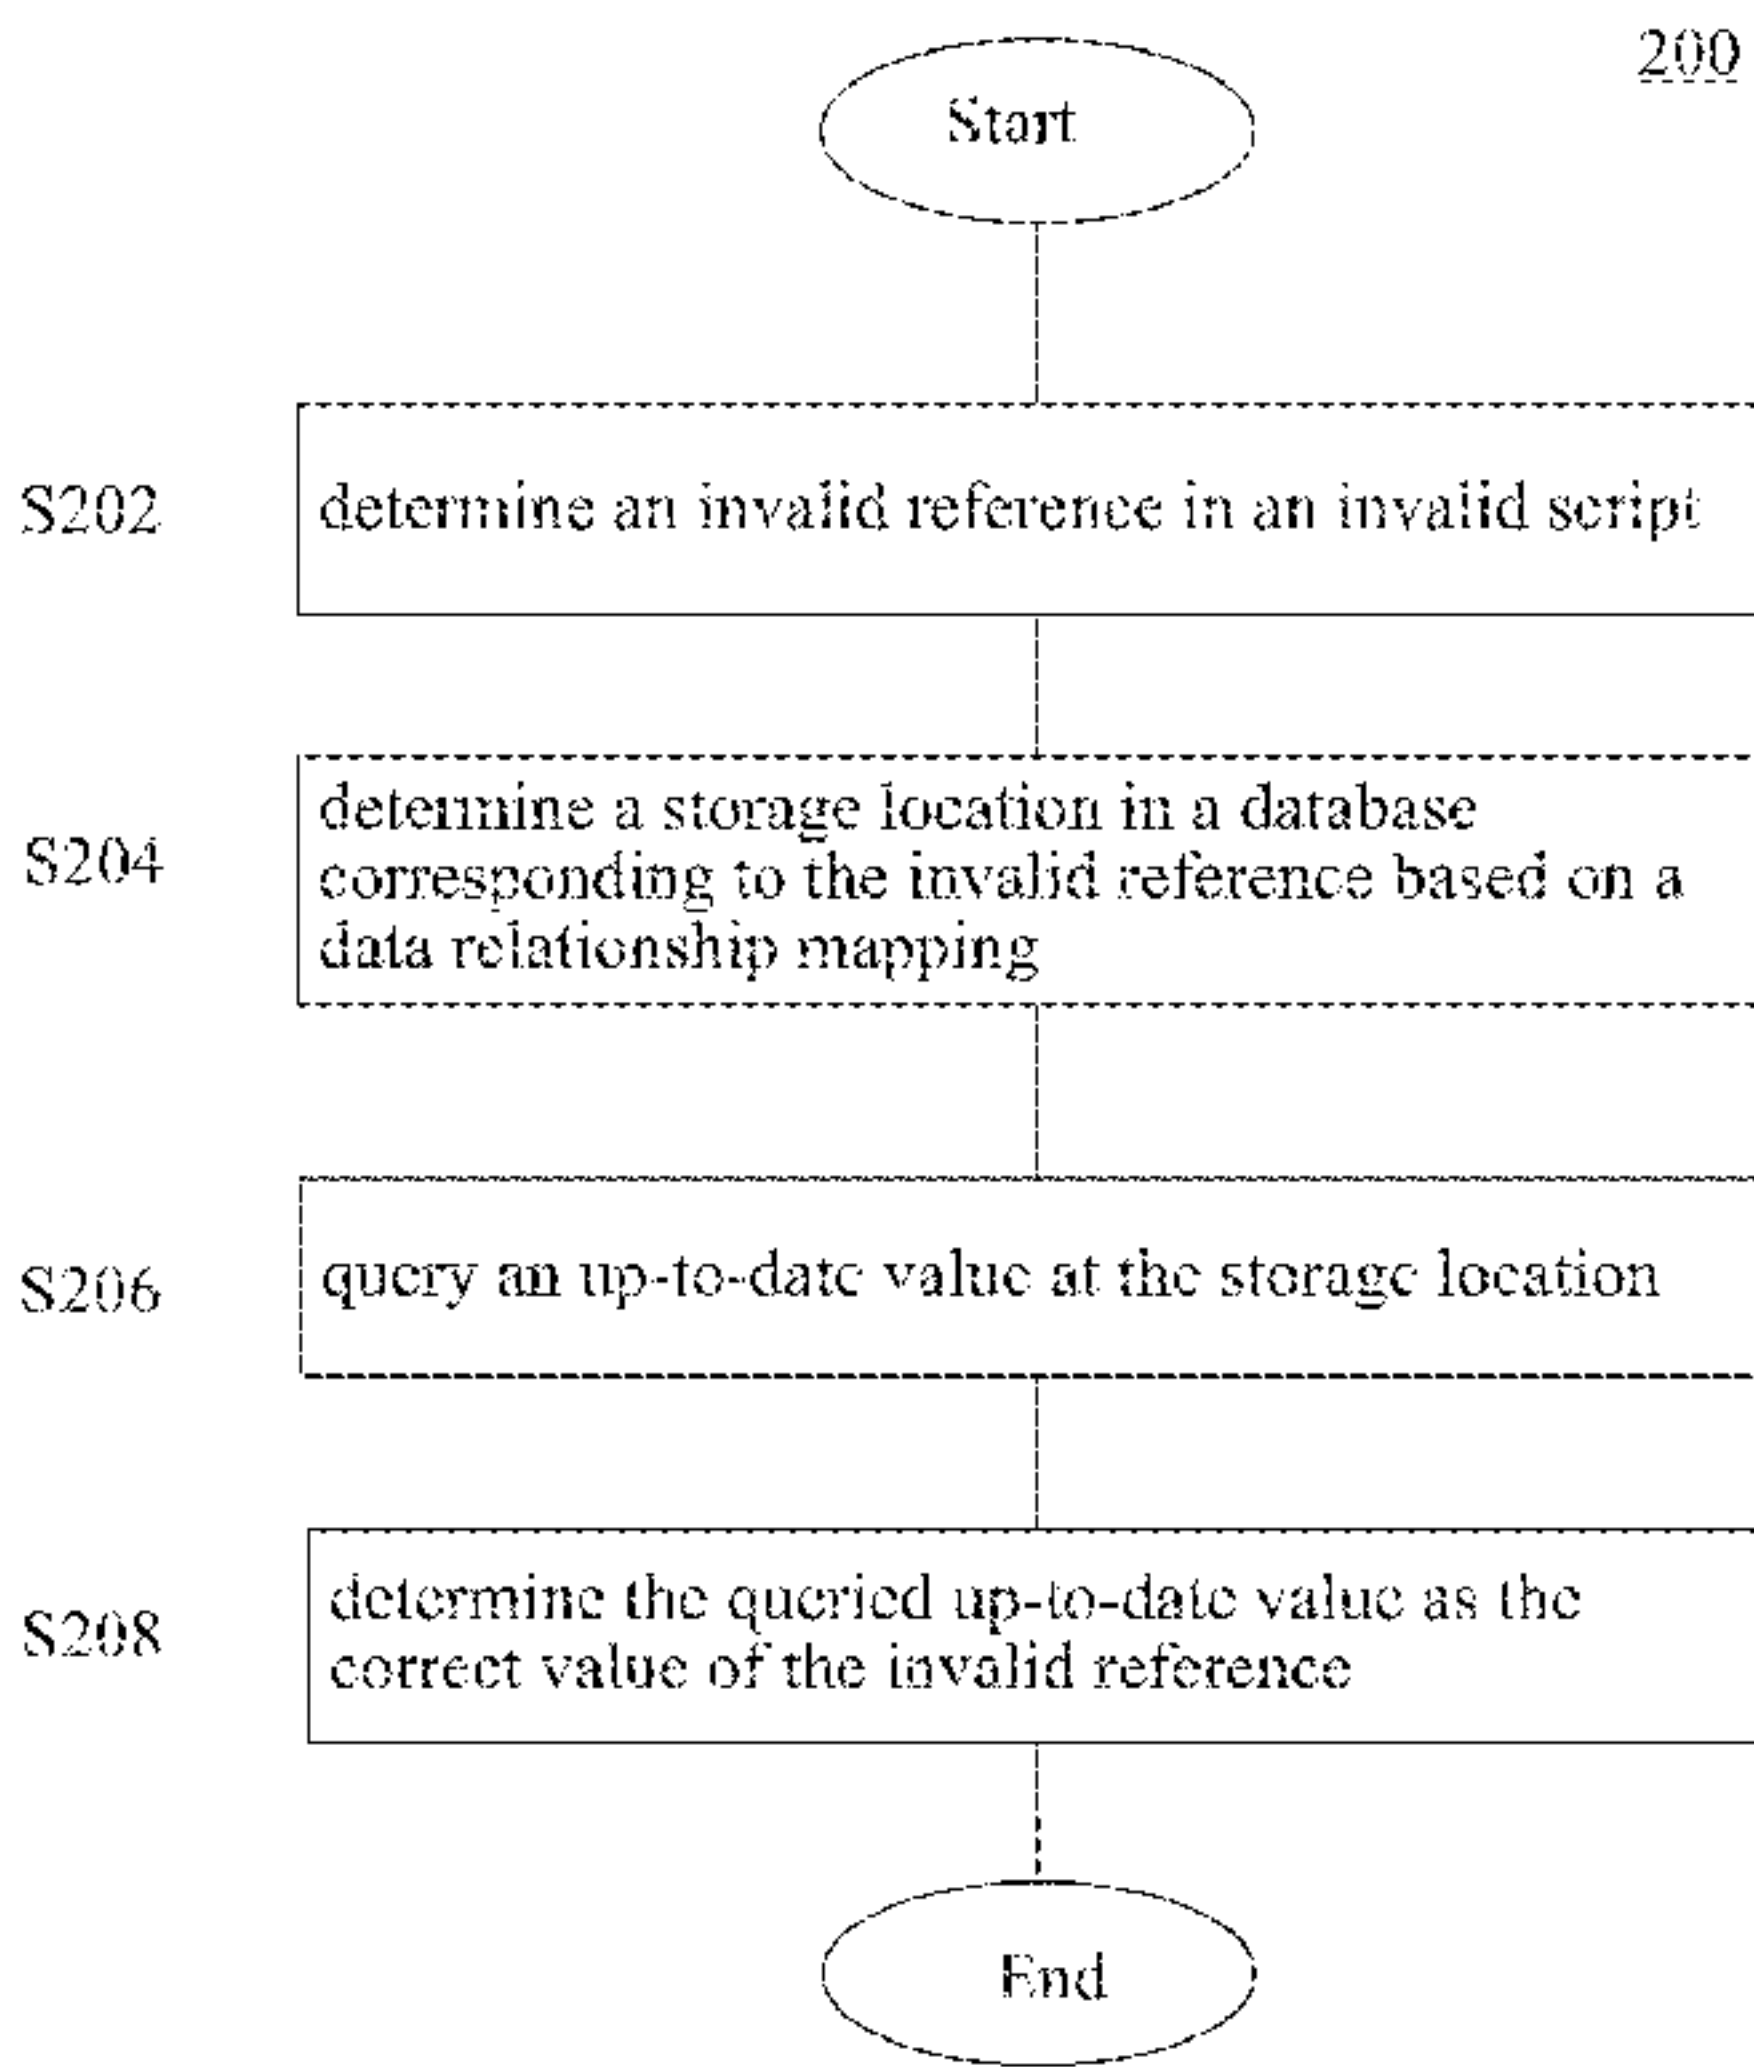 200
Start
S202
determine an invalid reference in an invalid script
S204
determine a storage location in a database
corresponding to the invalid reference based on a
data relationship mapping
S206
query an up-to-date value at the storage location
S208
determine the queried up-to-date value as the
correct value of the invalid reference
End